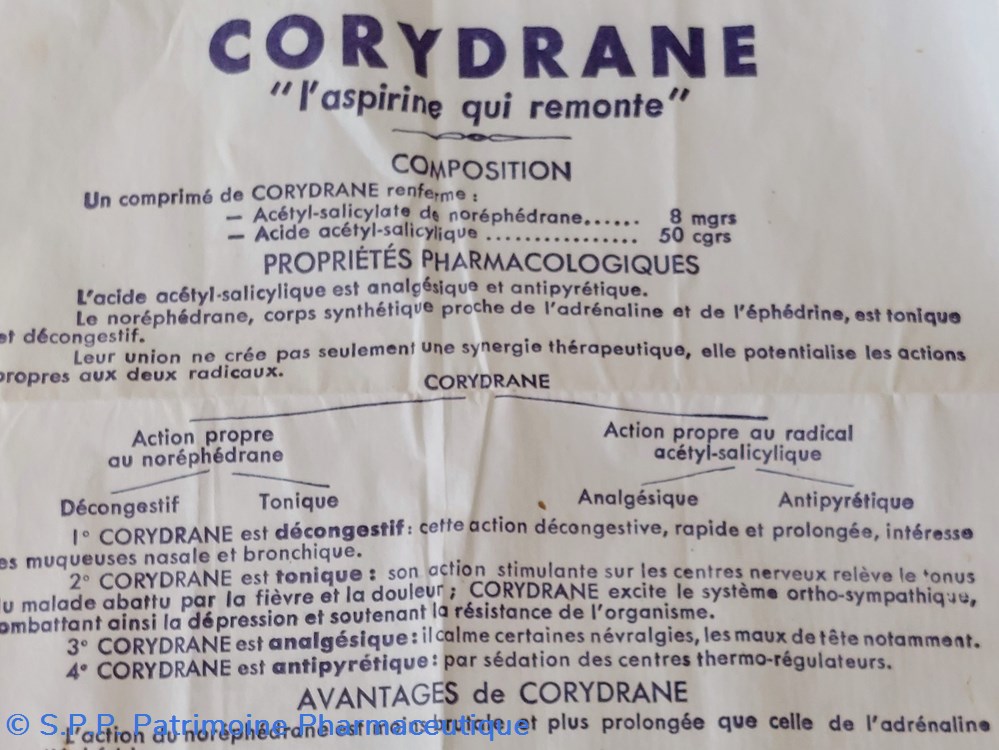 CORYDRANE
"l'aspirine qui remonte"
COMPOSITION
Un comprimé de CORYDRANE renferme :
— Acétyl-salicylate de noréphédrane...... 8 mgrs
— Acide acétyl-salicylique ................ 50 cgrs
PROPRIÉTÉS PHARMACOLOGIQUES
L'acide acétyl-salicylique est analgésique et antipyrétique.
Le noréphédrane, corps synthétique proche de l'adrénaline et de l'éphédrine, est tonique
et décongestif.
Leur union ne crée pas seulement une synergie thérapeutique, elle potentialise les actions
propres aux deux radicaux.
CORYDRANE
Action propre au noréphédrane
Action propre au radical acétyl-salicylique
Décongestif Tonique Analgésique Antipyrétique
1° CORYDRANE est décongestif : cette action décongestive, rapide et prolongée, intéresse
es muqueuses nasale et bronchique.
2° CORYDRANE est tonique : son action stimulante sur les centres nerveux relève le tonus
du malade abattu par la fièvre et la douleur ; CORYDRANE excite le système ortho-sympathique,
ombattant ainsi la dépression et soutenant la résistance de l'organisme.
3° CORYDRANE est analgésique : il calme certaines névralgies, les maux de tête notamment.
4° CORYDRANE est antipyrétique : par sédation des centres thermo-régulateurs.
AVANTAGES de CORYDRANE
L'action du noréphédrane est moins brutale et plus prolongée que celle de l'adrénaline
© S.P.P. Patrimoine Pharmaceutique